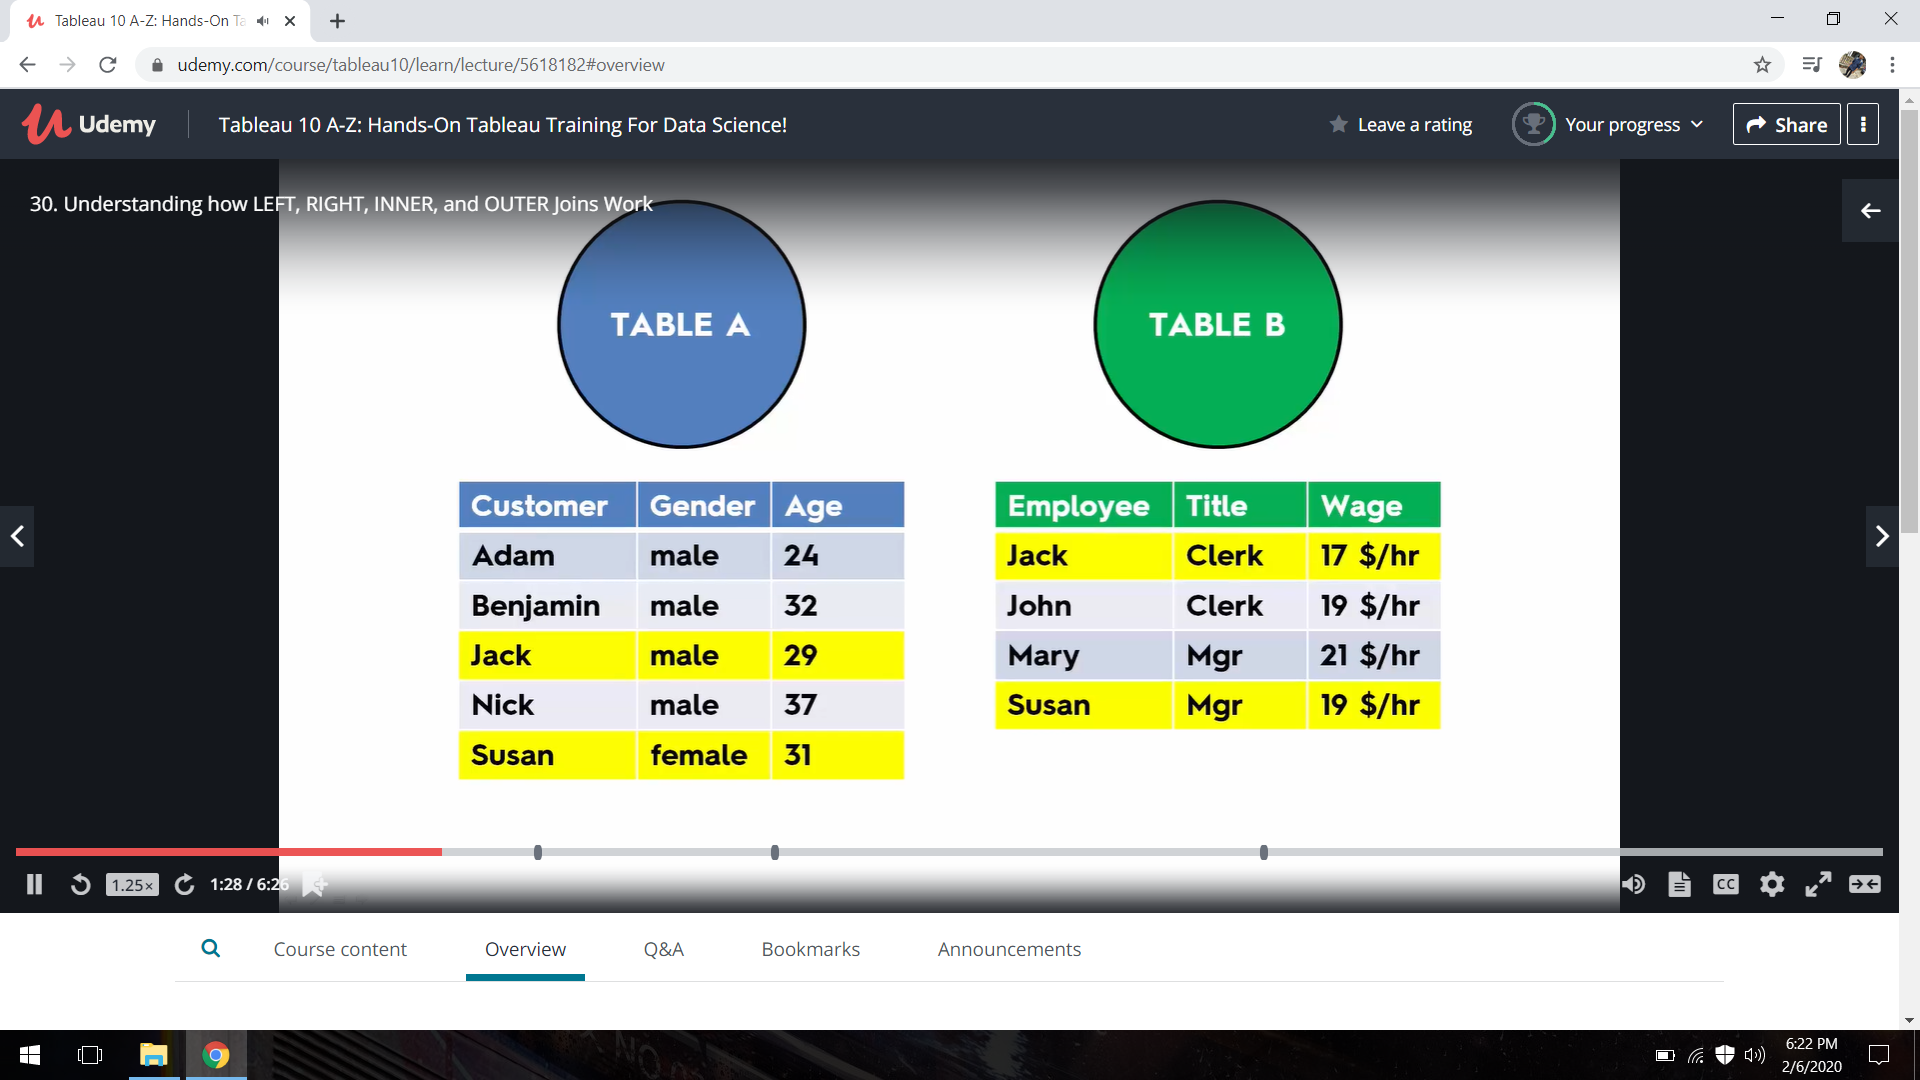 Tableau 10 A-Z: Hands-On Ta
udemy.com/course/tableau10/learn/lecture/5618182#overview
Udemy
Tableau 10 A-Z: Hands-On Tableau Training For Data Science!
Leave a rating
Your progress
Share
30. Understanding how LEFT, RIGHT, INNER, and OUTER Joins Work
TABLE A
TABLE B
Customer Gender Age
Adam male 24
Benjamin male 32
Jack male 29
Nick male 37
Susan female 31
Employee Title Wage
Jack Clerk 17 $/hr
John Clerk 19 $/hr
Mary Mgr 21 $/hr
Susan Mgr 19 $/hr
1.25×
1:28 / 6:26
CC
Course content
Overview
Q&A
Bookmarks
Announcements
6:22 PM
2/6/2020